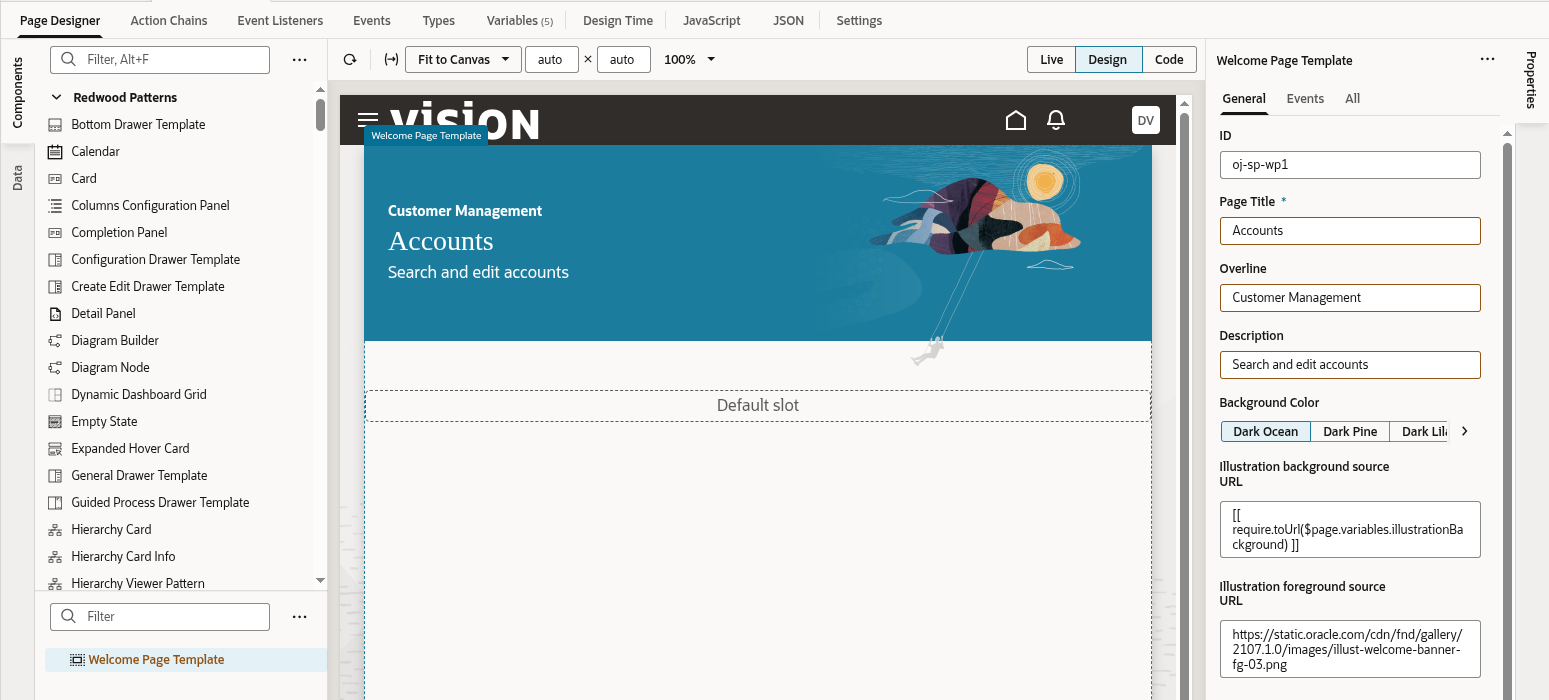 Page Designer
Action Chains
Event Listeners
Events
Types
Variables (5)
Design Time
JavaScript
JSON
Settings
Components
Data
Filter, Alt+F
Redwood Patterns
Bottom Drawer Template
Calendar
Card
Columns Configuration Panel
Completion Panel
Configuration Drawer Template
Create Edit Drawer Template
Detail Panel
Diagram Builder
Diagram Node
Dynamic Dashboard Grid
Empty State
Expanded Hover Card
General Drawer Template
Guided Process Drawer Template
Hierarchy Card
Hierarchy Card Info
Hierarchy Viewer Pattern
Filter
Welcome Page Template
Fit to Canvas
auto
×
auto
100%
Live
Design
Code
vision
DV
Welcome Page Template
Customer Management
Accounts
Search and edit accounts
Default slot
Welcome Page Template
Properties
General
Events
All
ID
oj-sp-wp1
Page Title *
Accounts
Overline
Customer Management
Description
Search and edit accounts
Background Color
Dark Ocean
Dark Pine
Dark Lil
Illustration background source
URL
[[
require.toUrl($page.variables.illustrationBa
ckground) ]]
Illustration foreground source
URL
https://static.oracle.com/cdn/fnd/gallery/
2107.1.0/images/illust-welcome-banner-
fg-03.png